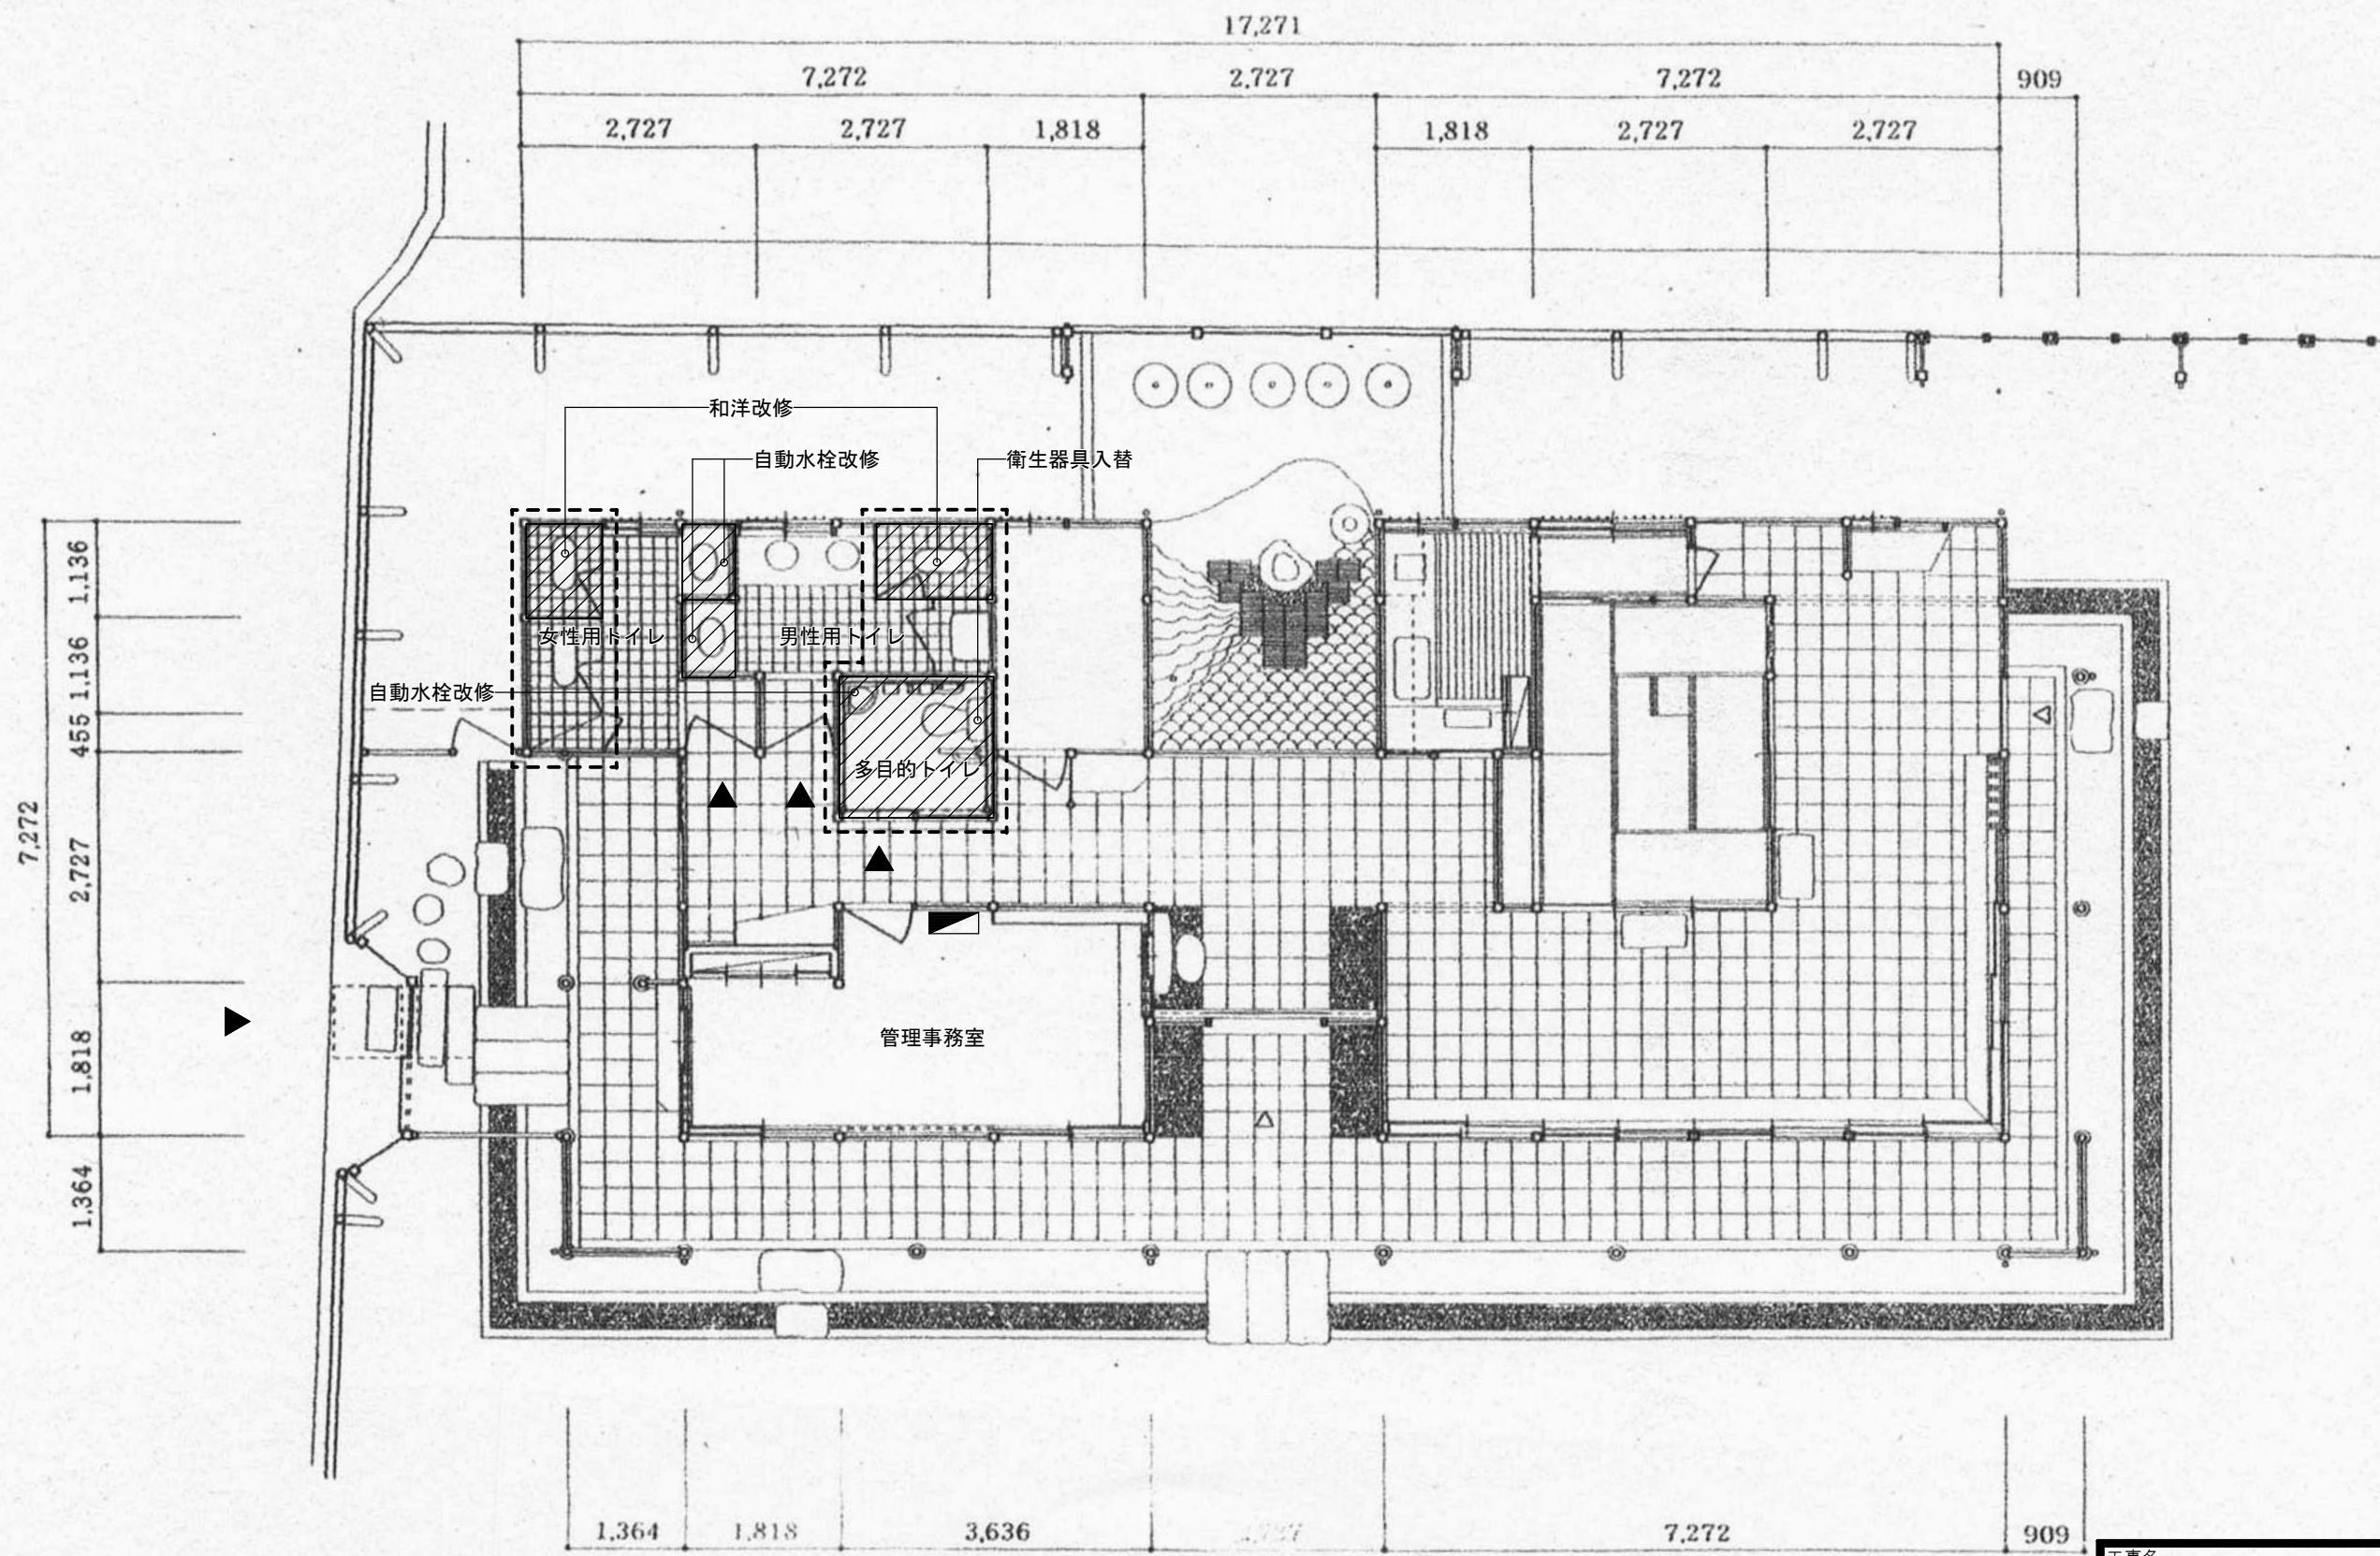 17,271
7,272
2,727
7,272
909
2,727
2,727
1,818
1,818
2,727
2,727
和洋改修
自動水栓改修
衛生器具入替
1,136
女性用トイレ
男性用トイレ
1,136
自動水栓改修
455
多目的トイレ
7,272
2,727
管理事務室
1,818
1,364
1,364
1,818
3,636
7,272
909